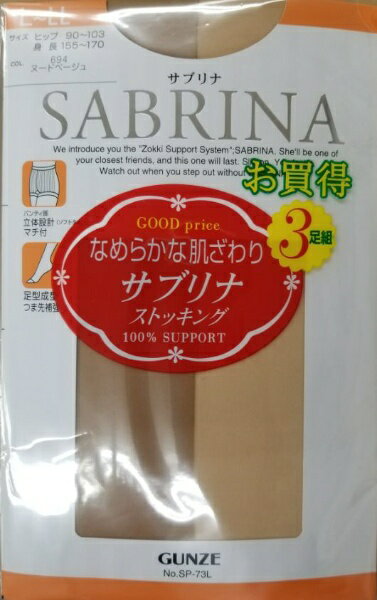 L~LL
サイズ ヒップ 90~103
身長 155~170
COL. 694
ヌードベージュ
サブリナ
SABRINA
We introduce you the "Zokki Support System";SABRINA. She'll be one of
your closest friends, and this one will last.
Watch out when you step out without
お買得
3足組
パンティ部
立体設計
マチ付
足型成型
つま先補強
GOOD price
なめらかな肌ざわり
サブリナ
ストッキング
100% SUPPORT
GUNZE
No.SP-73L